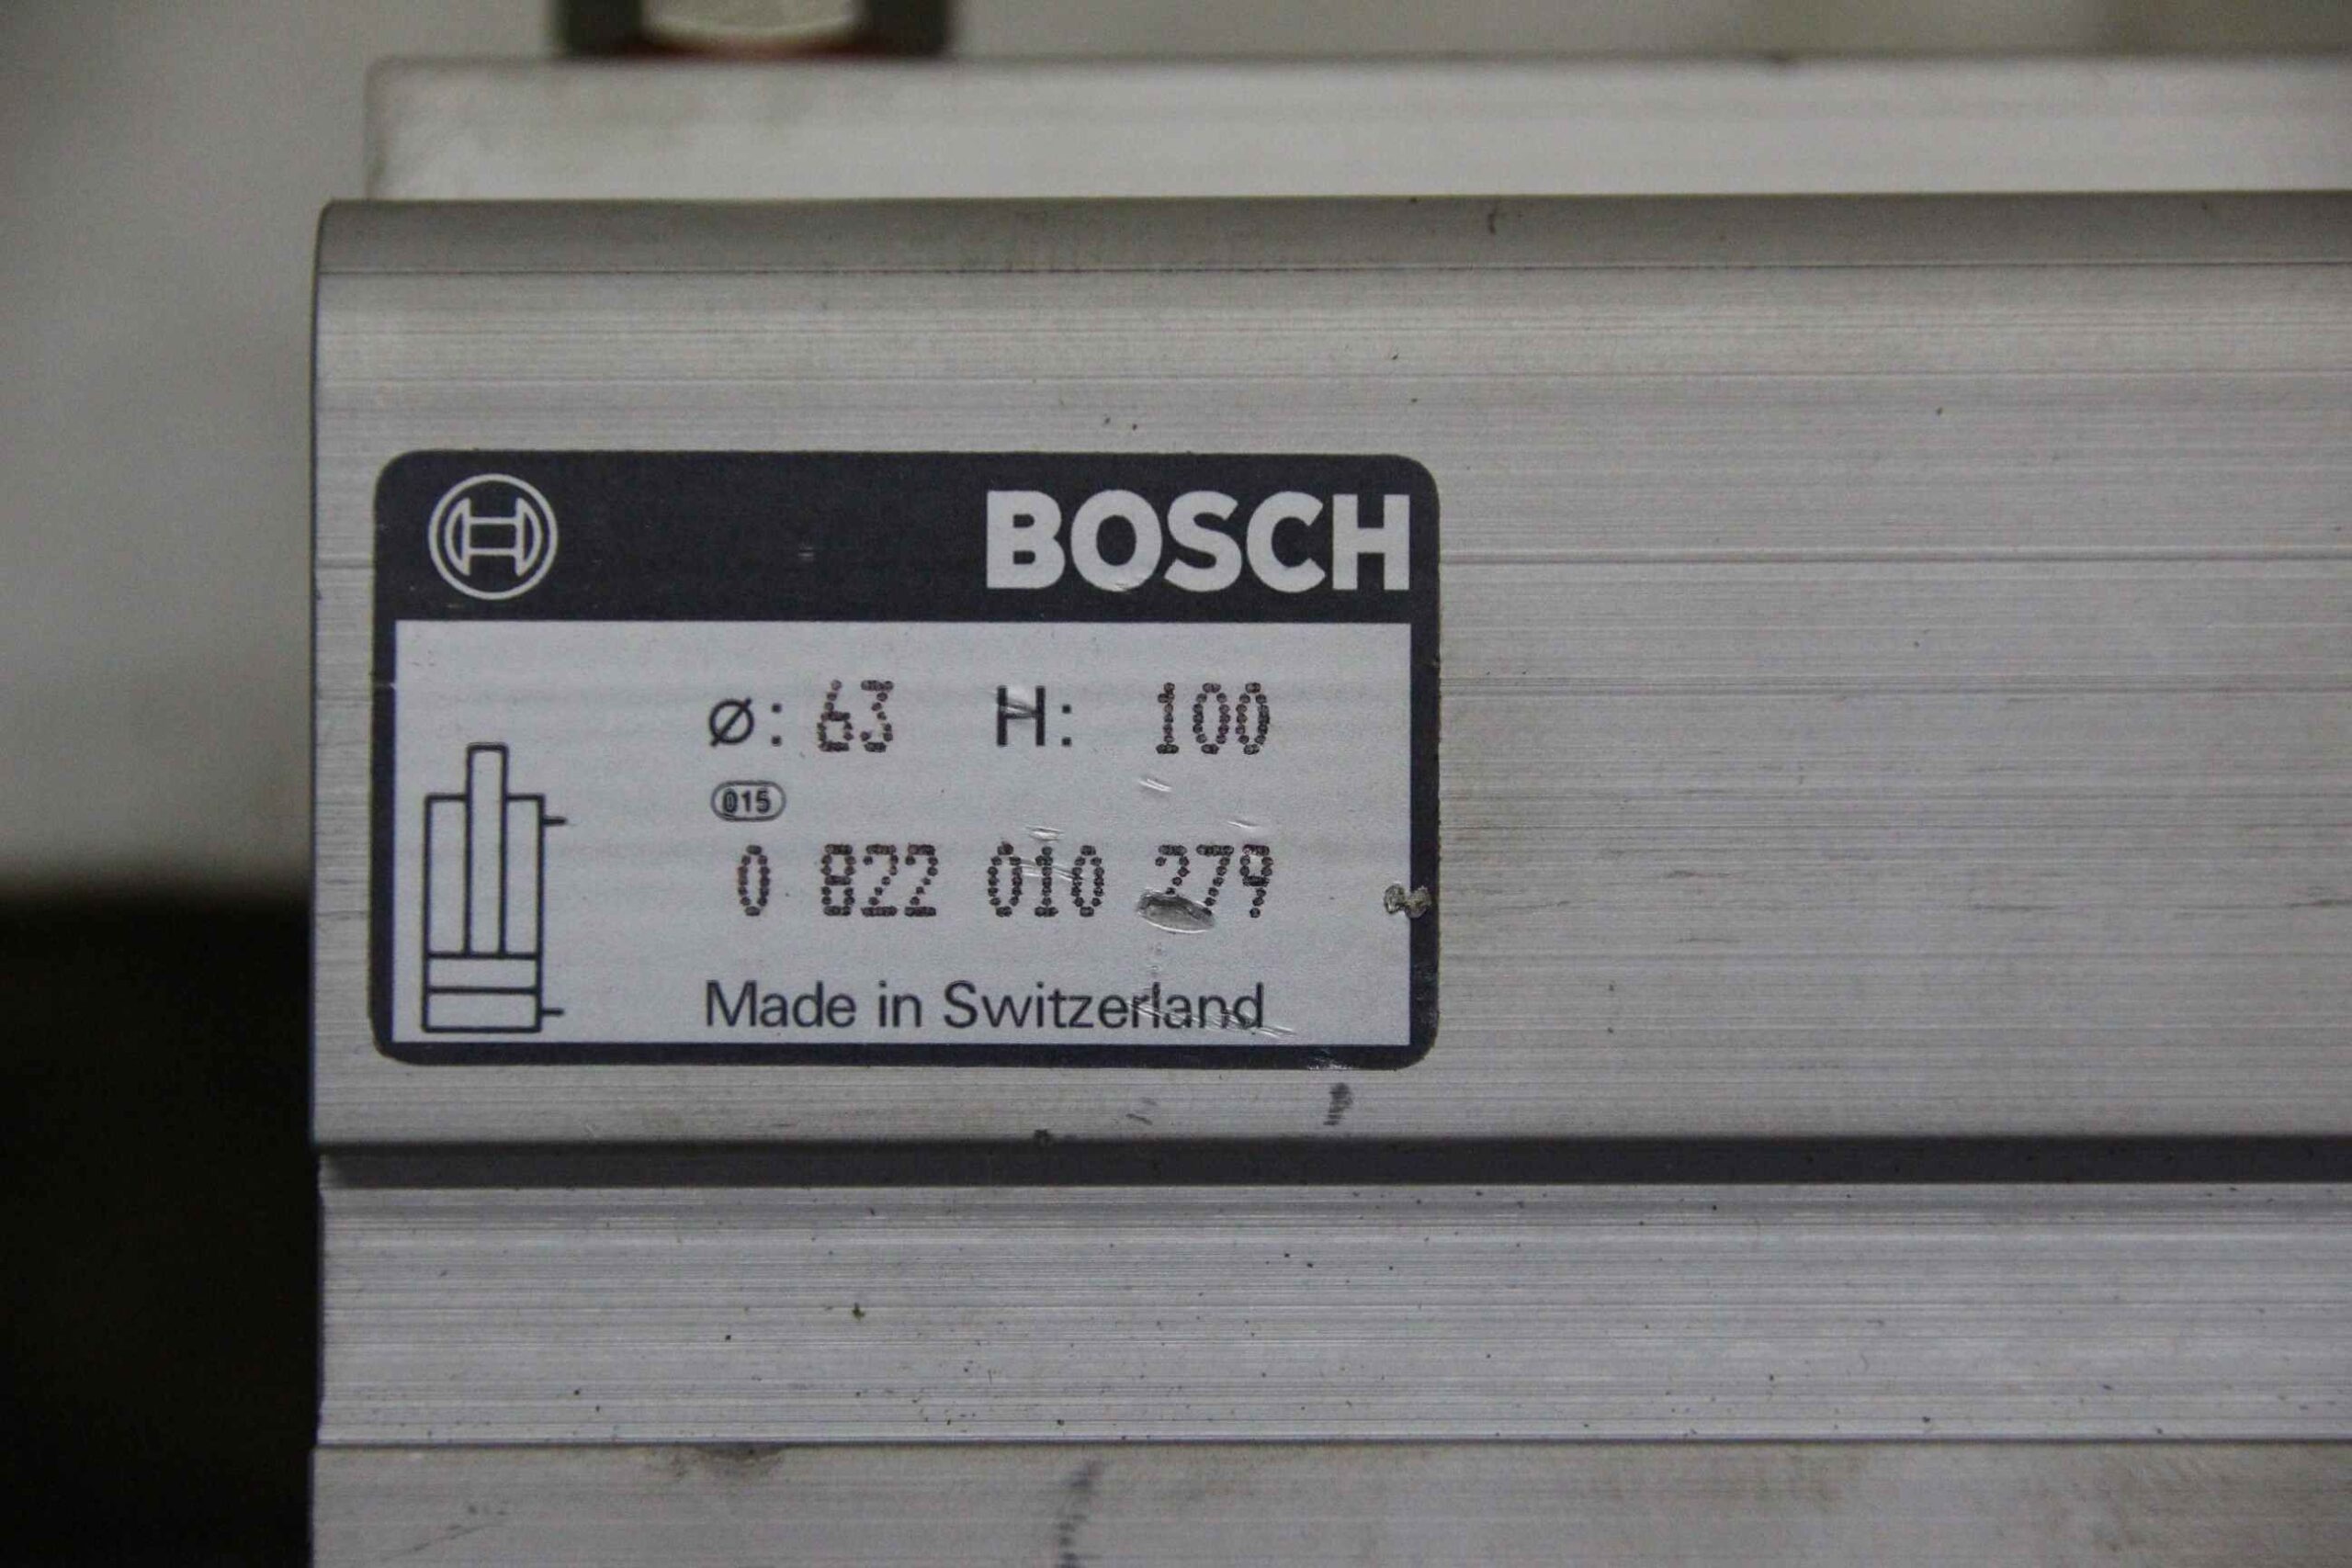 BOSCH
ø: 63 H: 100
015
0 822 010 279
Made in Switzerland